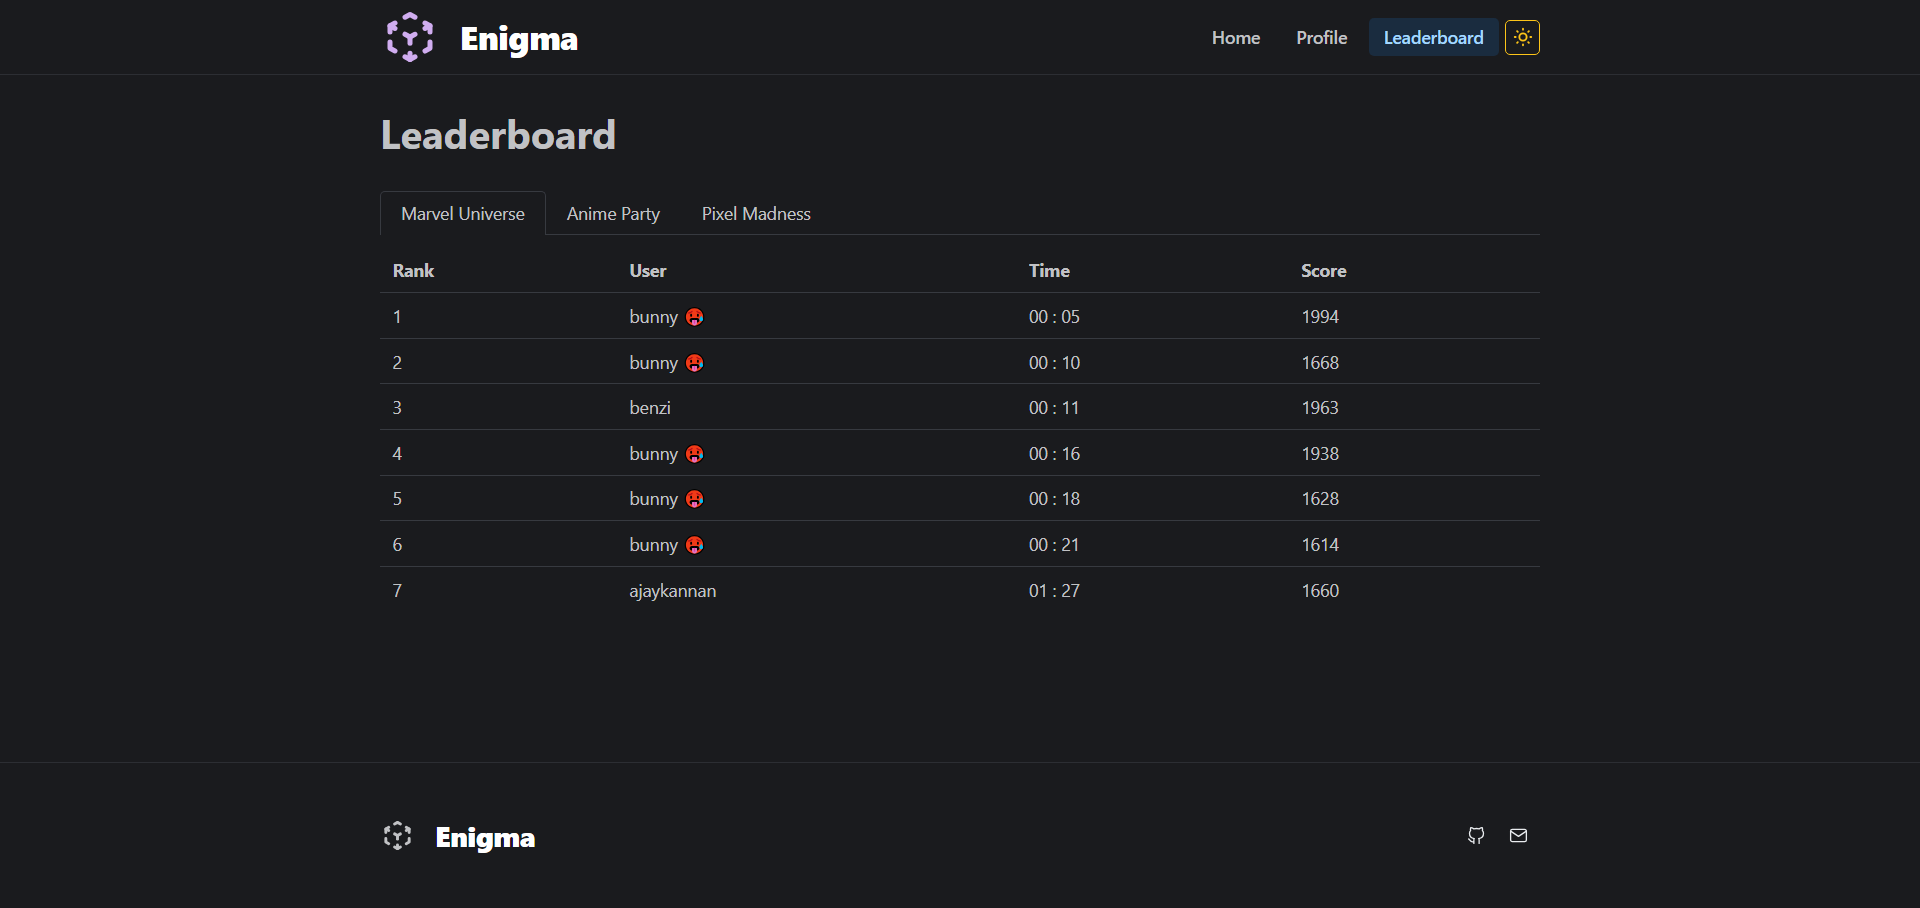 Enigma Home Profile Leaderboard
Leaderboard
Marvel Universe Anime Party Pixel Madness
Rank User Time Score
1 bunny 🥵 00 : 05 1994
2 bunny 🥵 00 : 10 1668
3 benzi 00 : 11 1963
4 bunny 🥵 00 : 16 1938
5 bunny 🥵 00 : 18 1628
6 bunny 🥵 00 : 21 1614
7 ajaykannan 01 : 27 1660
Enigma